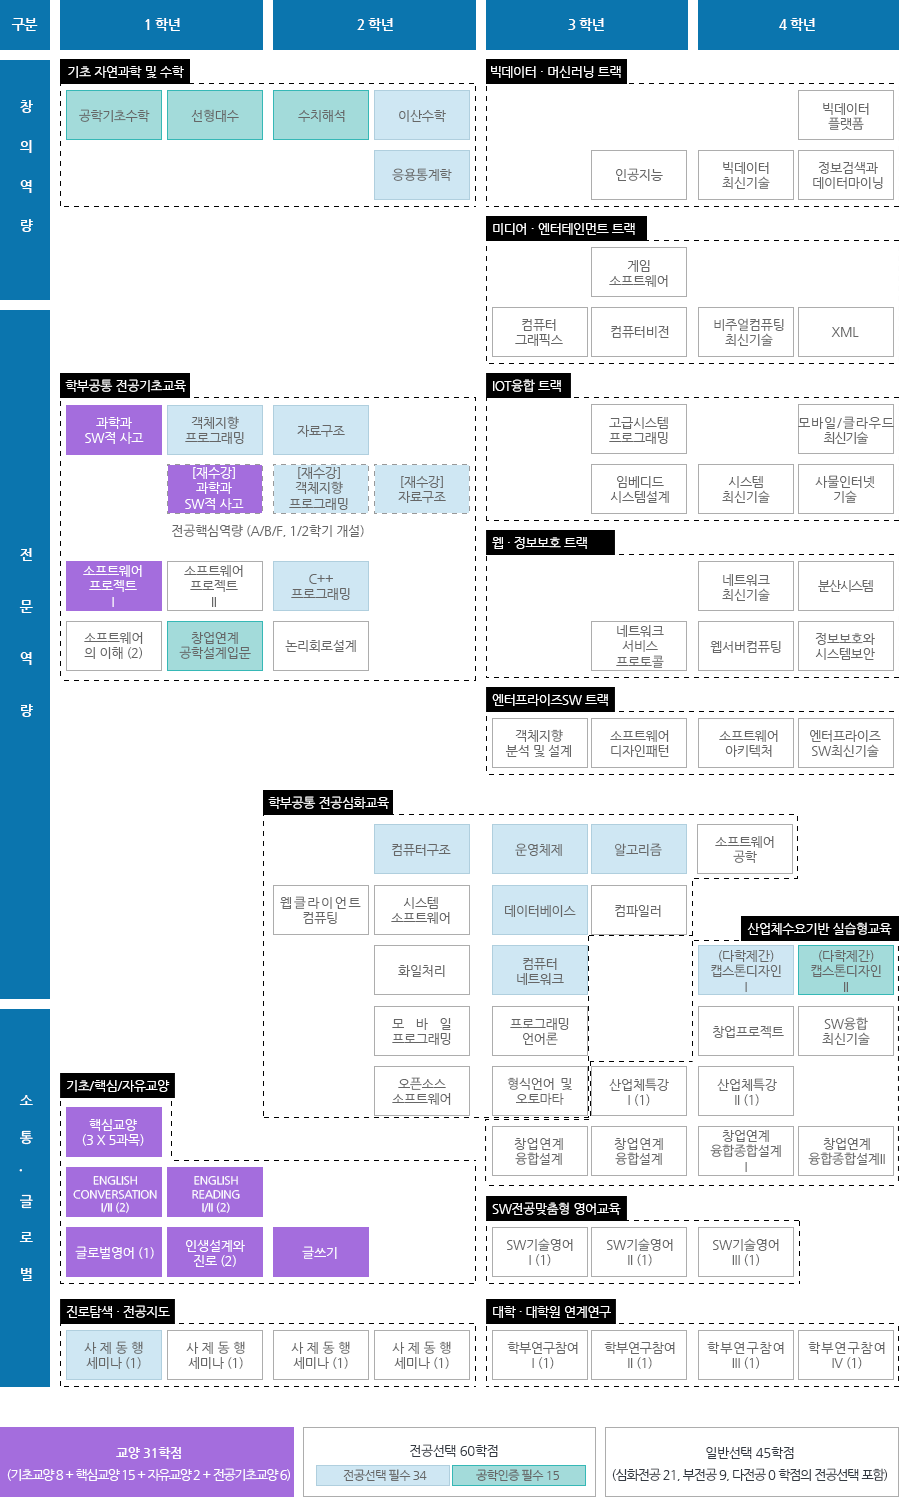 구분
1 학년
2 학년
3 학년
4 학년
창
의
역
량
기초 자연과학 및 수학
공학기초수학
선형대수
수치해석
이산수학
응용통계학
빅데이터 · 머신러닝 트랙
빅데이터
플랫폼
인공지능
빅데이터
최신기술
정보검색과
데이터마이닝
미디어 · 엔터테인먼트 트랙
게임
소프트웨어
컴퓨터
그래픽스
컴퓨터비전
비주얼컴퓨팅
최신기술
XML
전
문
역
량
학부공통 전공기초교육
과학과
SW적 사고
객체지향
프로그래밍
자료구조
[재수강]
과학과
SW적 사고
[재수강]
객체지향
프로그래밍
[재수강]
자료구조
전공핵심역량 (A/B/F, 1/2학기 개설)
소프트웨어
프로젝트
I
소프트웨어
프로젝트
II
C++
프로그래밍
소프트웨어
의 이해 (2)
창업연계
공학설계입문
논리회로설계
IOT융합 트랙
고급시스템
프로그래밍
모바일/클라우드
최신기술
임베디드
시스템설계
시스템
최신기술
사물인터넷
기술
웹 · 정보보호 트랙
네트워크
최신기술
분산시스템
네트워크
서비스
프로토콜
웹서버컴퓨팅
정보보호와
시스템보안
엔터프라이즈SW 트랙
객체지향
분석 및 설계
소프트웨어
디자인패턴
소프트웨어
아키텍처
엔터프라이즈
SW최신기술
학부공통 전공심화교육
컴퓨터구조
운영체제
알고리즘
소프트웨어
공학
웹클라이언트
컴퓨팅
시스템
소프트웨어
데이터베이스
컴파일러
화일처리
컴퓨터
네트워크
모 바 일
프로그래밍
프로그래밍
언어론
오픈소스
소프트웨어
형식언어 및
오토마타
산업체수요기반 실습형교육
(다학제간)
캡스톤디자인
I
(다학제간)
캡스톤디자인
II
창업프로젝트
SW융합
최신기술
산업체특강
I (1)
산업체특강
II (1)
창업연계
융합설계
창업연계
융합설계
창업연계
융합종합설계
I
창업연계
융합종합설계II
소
통
·
글
로
벌
기초/핵심/자유교양
핵심교양
(3 X 5과목)
ENGLISH
CONVERSATION
I/II (2)
ENGLISH
READING
I/II (2)
글로벌영어 (1)
인생설계와
진로 (2)
글쓰기
SW전공맞춤형 영어교육
SW기술영어
I (1)
SW기술영어
II (1)
SW기술영어
III (1)
진로탐색 · 전공지도
사 제 동 행
세미나 (1)
사 제 동 행
세미나 (1)
사 제 동 행
세미나 (1)
사 제 동 행
세미나 (1)
대학 · 대학원 연계연구
학부연구참여
I (1)
학부연구참여
II (1)
학부연구참여
III (1)
학부연구참여
IV (1)
교양 31학점
(기초교양 8 + 핵심교양 15 + 자유교양 2 + 전공기초교양 6)
전공선택 60학점
전공선택 필수 34
공학인증 필수 15
일반선택 45학점
(심화전공 21, 부전공 9, 다전공 0 학점의 전공선택 포함)